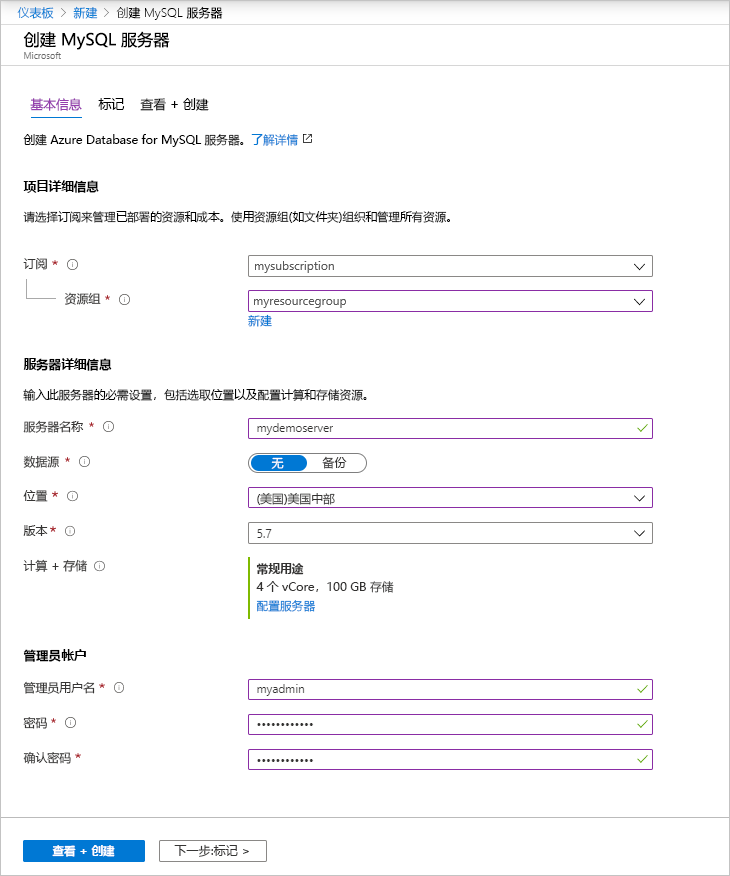 仪表板 > 新建 > 创建 MySQL 服务器
创建 MySQL 服务器
Microsoft
基本信息 标记 查看 + 创建
创建 Azure Database for MySQL 服务器。了解详情
项目详细信息
请选择订阅来管理已部署的资源和成本。使用资源组(如文件夹)组织和管理所有资源。
订阅 * mysubscription
资源组 * myresourcegroup
新建
服务器详细信息
输入此服务器的必需设置，包括选取位置以及配置计算和存储资源。
服务器名称 * mydemoserver
数据源 * 无 备份
位置 * (美国)美国中部
版本 * 5.7
计算 + 存储 常规用途
4 个 vCore，100 GB 存储
配置服务器
管理员帐户
管理员用户名 * myadmin
密码 * ••••••••••••
确认密码 * ••••••••••••
查看 + 创建 下一步:标记 >